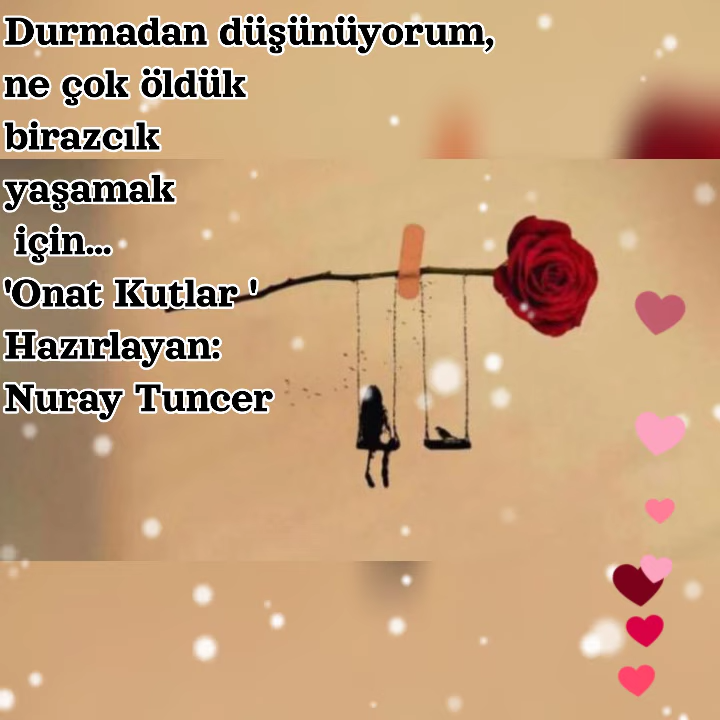 Durmadan düşünüyorum,
ne çok öldük
birazcık
yaşamak
için...
'Onat Kutlar '
Hazırlayan:
Nuray Tuncer